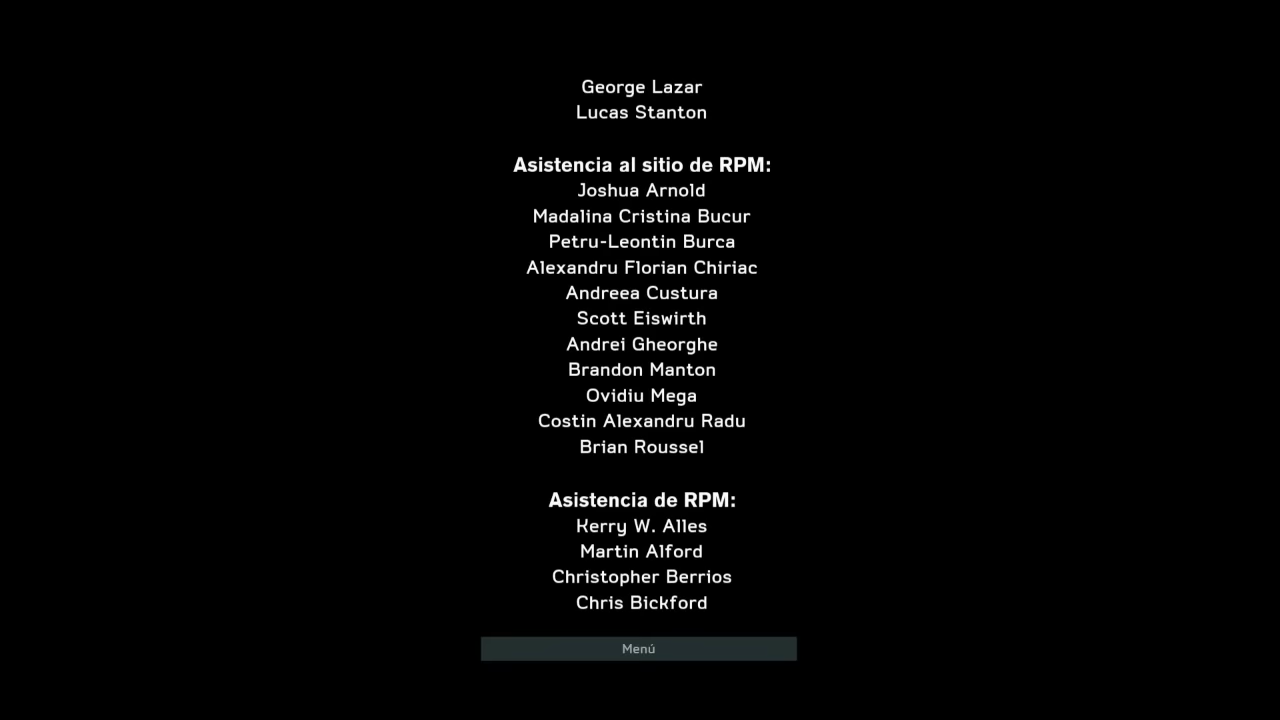 George Lazar
Lucas Stanton
Asistencia al sitio de RPM:
Joshua Arnold
Madalina Cristina Bucur
Petru-Leontin Burca
Alexandru Florian Chiriac
Andreea Custura
Scott Eiswirth
Andrei Gheorghe
Brandon Manton
Ovidiu Mega
Costin Alexandru Radu
Brian Roussel
Asistencia de RPM:
Kerry W. Alles
Martin Alford
Christopher Berrios
Chris Bickford
Menú